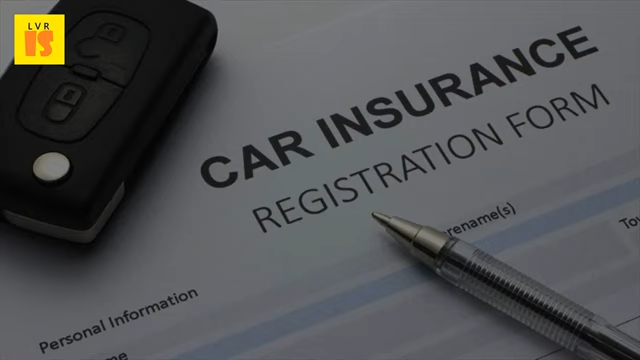 LVR
IS
CAR INSURANCE
REGISTRATION FORM
rename(s)
Personal Information